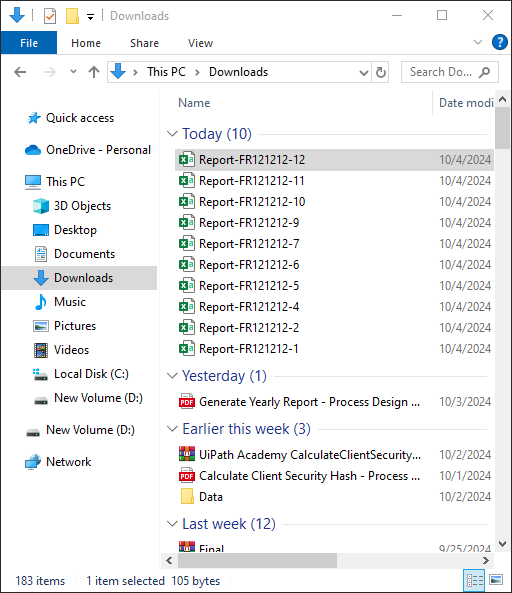 Downloads
File Home Share View
This PC Downloads Search Do...
Name Date modi
Quick access
OneDrive - Personal
This PC
3D Objects
Desktop
Documents
Downloads
Music
Pictures
Videos
Local Disk (C:)
New Volume (D:)
New Volume (D:)
Network
Today (10)
Report-FR121212-12 10/4/2024
Report-FR121212-11 10/4/2024
Report-FR121212-10 10/4/2024
Report-FR121212-9 10/4/2024
Report-FR121212-7 10/4/2024
Report-FR121212-6 10/4/2024
Report-FR121212-5 10/4/2024
Report-FR121212-4 10/4/2024
Report-FR121212-2 10/4/2024
Report-FR121212-1 10/4/2024
Yesterday (1)
Generate Yearly Report - Process Design ... 10/3/2024
Earlier this week (3)
UiPath Academy CalculateClientSecurity... 10/2/2024
Calculate Client Security Hash - Process ... 10/1/2024
Data 10/2/2024
Last week (12)
Final 9/25/2024
183 items 1 item selected 105 bytes